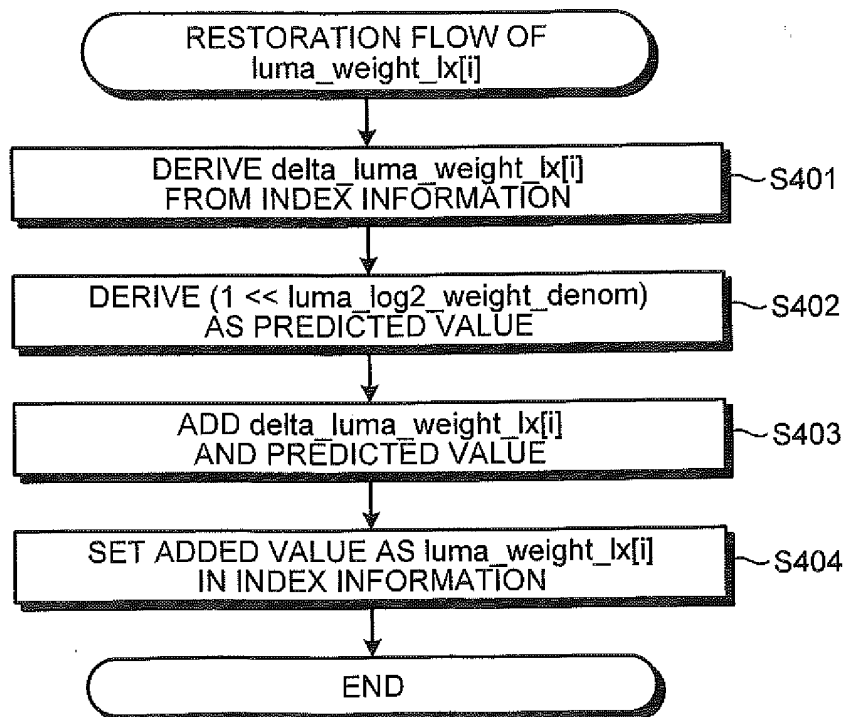 RESTORATION FLOW OF
luma_weight_lx[i]
DERIVE delta_luma_weight_lx[i]
FROM INDEX INFORMATION
S401
DERIVE (1 << luma_log2_weight_denom)
AS PREDICTED VALUE
S402
ADD delta_luma_weight_lx[i]
AND PREDICTED VALUE
S403
SET ADDED VALUE AS luma_weight_lx[i]
IN INDEX INFORMATION
S404
END